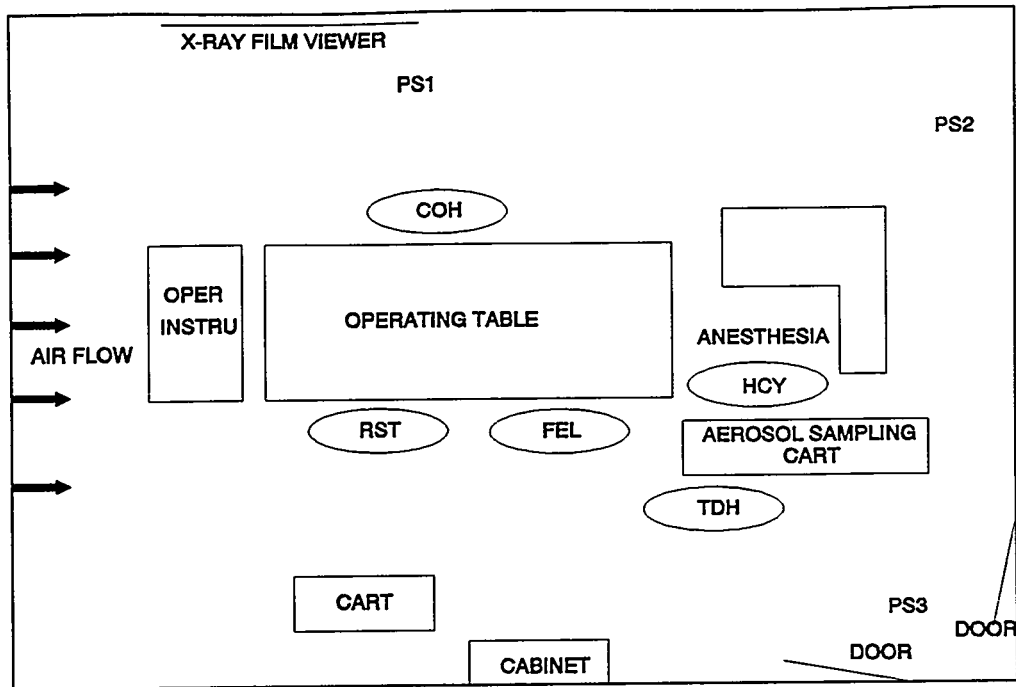 X-RAY FILM VIEWER
PS1
PS2
COH
OPER
INSTRU
OPERATING TABLE
ANESTHESIA
AIR FLOW
HCY
RST
FEL
AEROSOL SAMPLING
CART
TDH
CART
PS3
DOOR
DOOR
CABINET